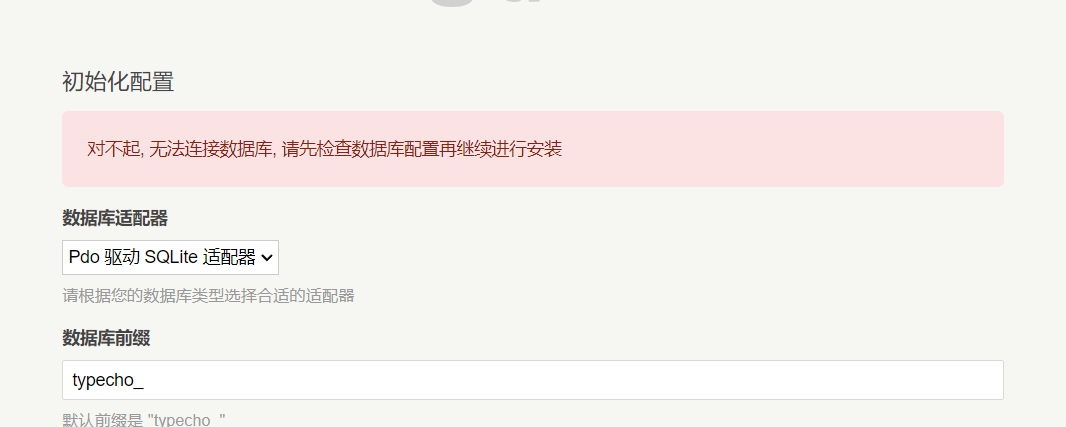 初始化配置
对不起, 无法连接数据库, 请先检查数据库配置再继续进行安装
数据库适配器
Pdo 驱动 SQLite 适配器
请根据您的数据库类型选择合适的适配器
数据库前缀
typecho_
默认前缀是 "typecho_"